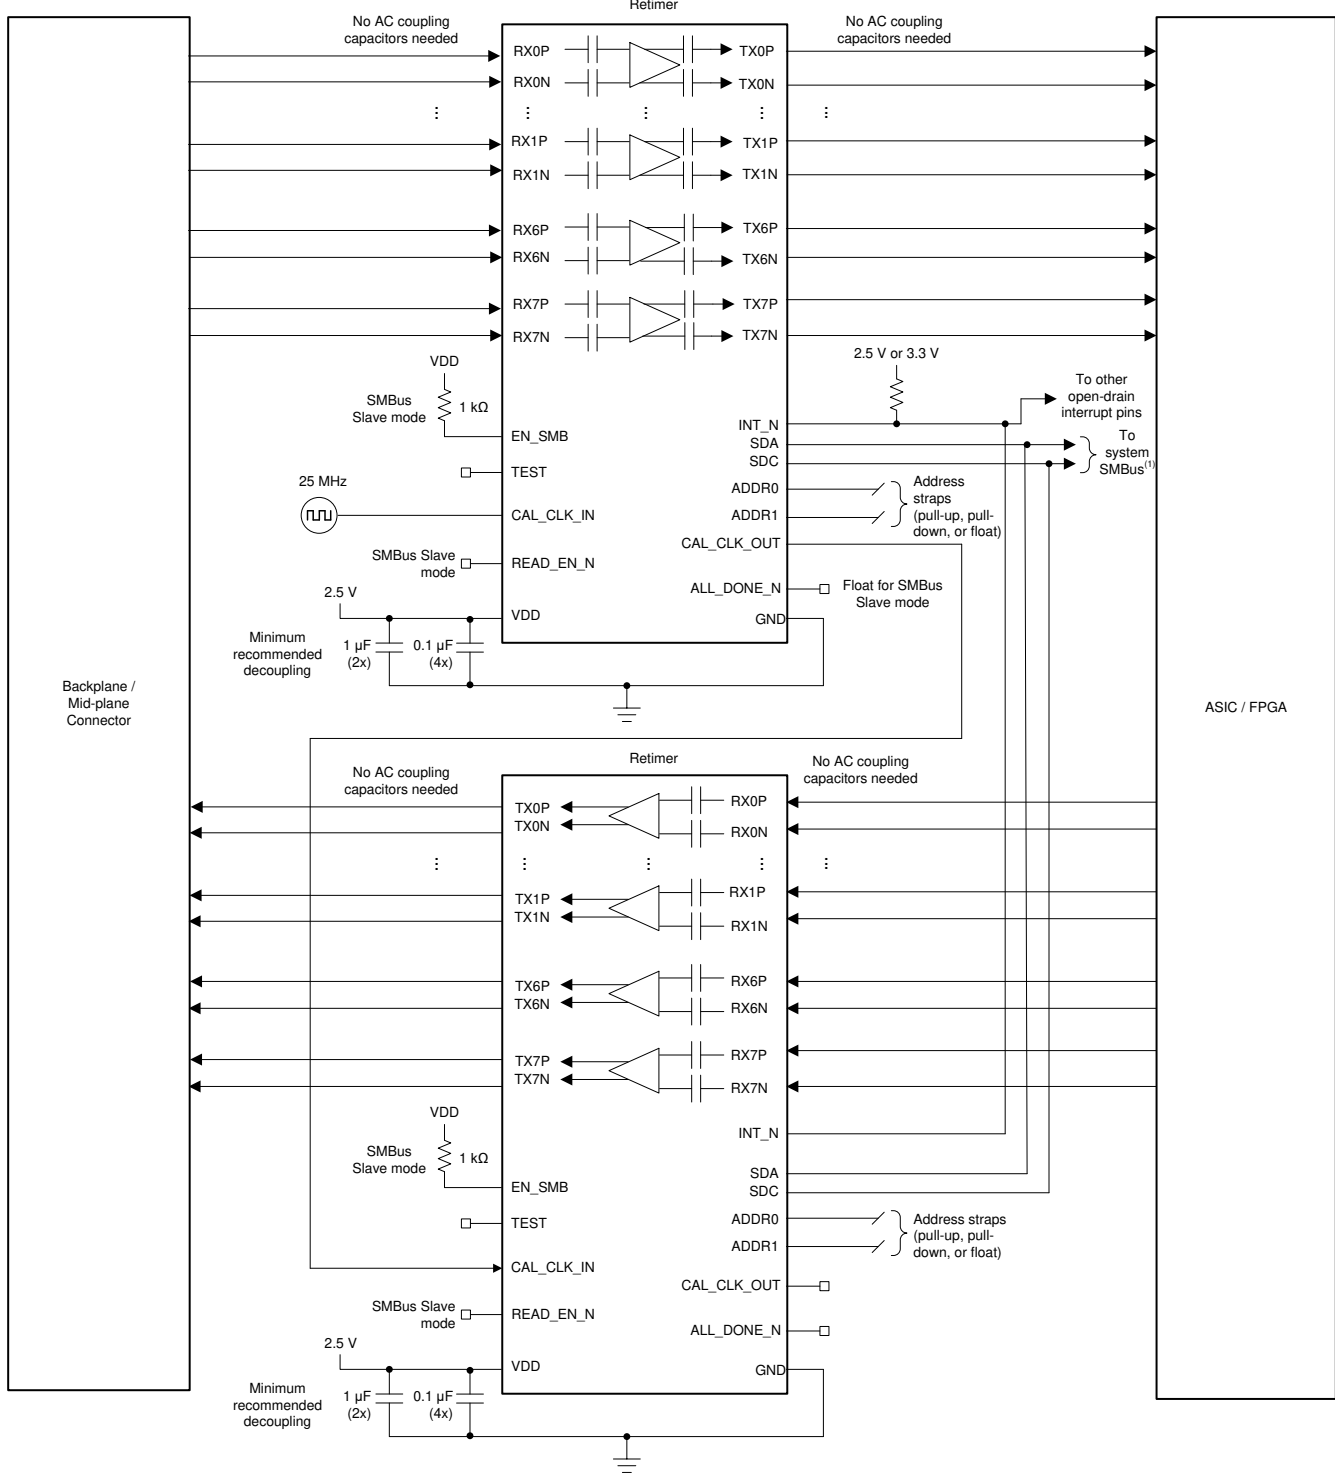 Retimer
No AC coupling
capacitors needed
No AC coupling
capacitors needed
RX0P
TX0P
RX0N
TX0N
RX1P
TX1P
RX1N
TX1N
RX6P
TX6P
RX6N
TX6N
RX7P
TX7P
RX7N
TX7N
VDD
SMBus
Slave mode
1 kΩ
EN_SMB
TEST
25 MHz
CAL_CLK_IN
SMBus Slave
mode
READ_EN_N
2.5 V
VDD
Minimum
recommended
decoupling
1 µF
(2x)
0.1 µF
(4x)
2.5 V or 3.3 V
To other
open-drain
interrupt pins
INT_N
SDA
SDC
To
system
SMBus(1)
ADDR0
ADDR1
Address
straps
(pull-up, pull-
down, or float)
CAL_CLK_OUT
ALL_DONE_N
Float for SMBus
Slave mode
GND
Backplane /
Mid-plane
Connector
ASIC / FPGA
Retimer
No AC coupling
capacitors needed
No AC coupling
capacitors needed
TX0P
RX0P
TX0N
RX0N
TX1P
RX1P
TX1N
RX1N
TX6P
RX6P
TX6N
RX6N
TX7P
RX7P
TX7N
RX7N
VDD
SMBus
Slave mode
1 kΩ
EN_SMB
TEST
CAL_CLK_IN
SMBus Slave
mode
READ_EN_N
2.5 V
VDD
Minimum
recommended
decoupling
1 µF
(2x)
0.1 µF
(4x)
INT_N
SDA
SDC
ADDR0
ADDR1
Address straps
(pull-up, pull-
down, or float)
CAL_CLK_OUT
ALL_DONE_N
GND